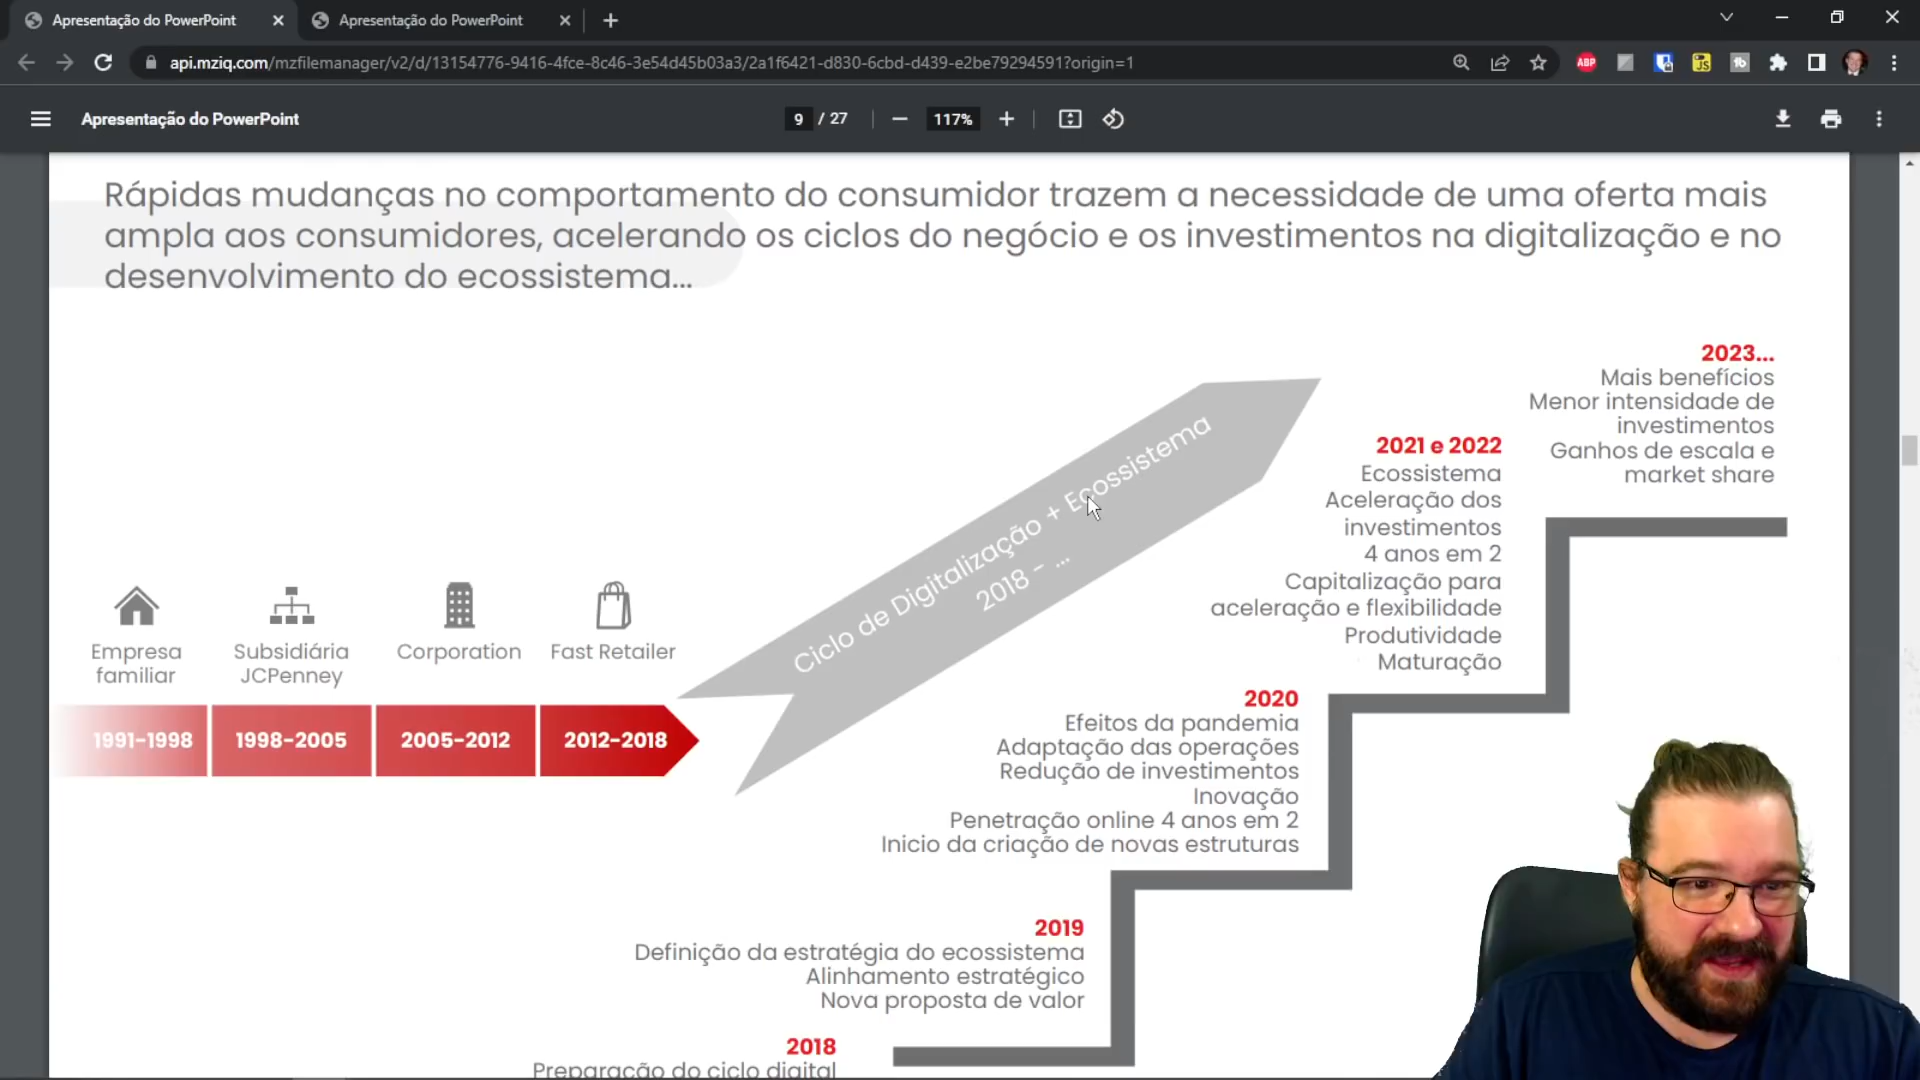 Apresentação do PowerPoint
Apresentação do PowerPoint
api.mziq.com/mzfilemanager/v2/d/13154776-9416-4fce-8c46-3e54d45b03a3/2a1f6421-d830-6cbd-d439-e2be79294591?origin=1
ABP
JS
tb
Apresentação do PowerPoint
9 / 27
117%
Rápidas mudanças no comportamento do consumidor trazem a necessidade de uma oferta mais
ampla aos consumidores, acelerando os ciclos do negócio e os investimentos na digitalização e no
desenvolvimento do ecossistema...
Empresa
familiar
Subsidiária
JCPenney
Corporation
Fast Retailer
1991-1998
1998-2005
2005-2012
2012-2018
Ciclo de Digitalização + Ecossistema
2018 - ...
2018
Preparação do ciclo digital
2019
Definição da estratégia do ecossistema
Alinhamento estratégico
Nova proposta de valor
2020
Efeitos da pandemia
Adaptação das operações
Redução de investimentos
Inovação
Penetração online 4 anos em 2
Inicio da criação de novas estruturas
2021 e 2022
Ecossistema
Aceleração dos
investimentos
4 anos em 2
Capitalização para
aceleração e flexibilidade
Produtividade
Maturação
2023...
Mais benefícios
Menor intensidade de
investimentos
Ganhos de escala e
market share